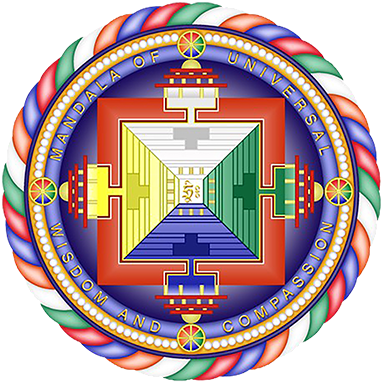 MANDALA OF UNIVERSAL
WISDOM AND COMPASSION